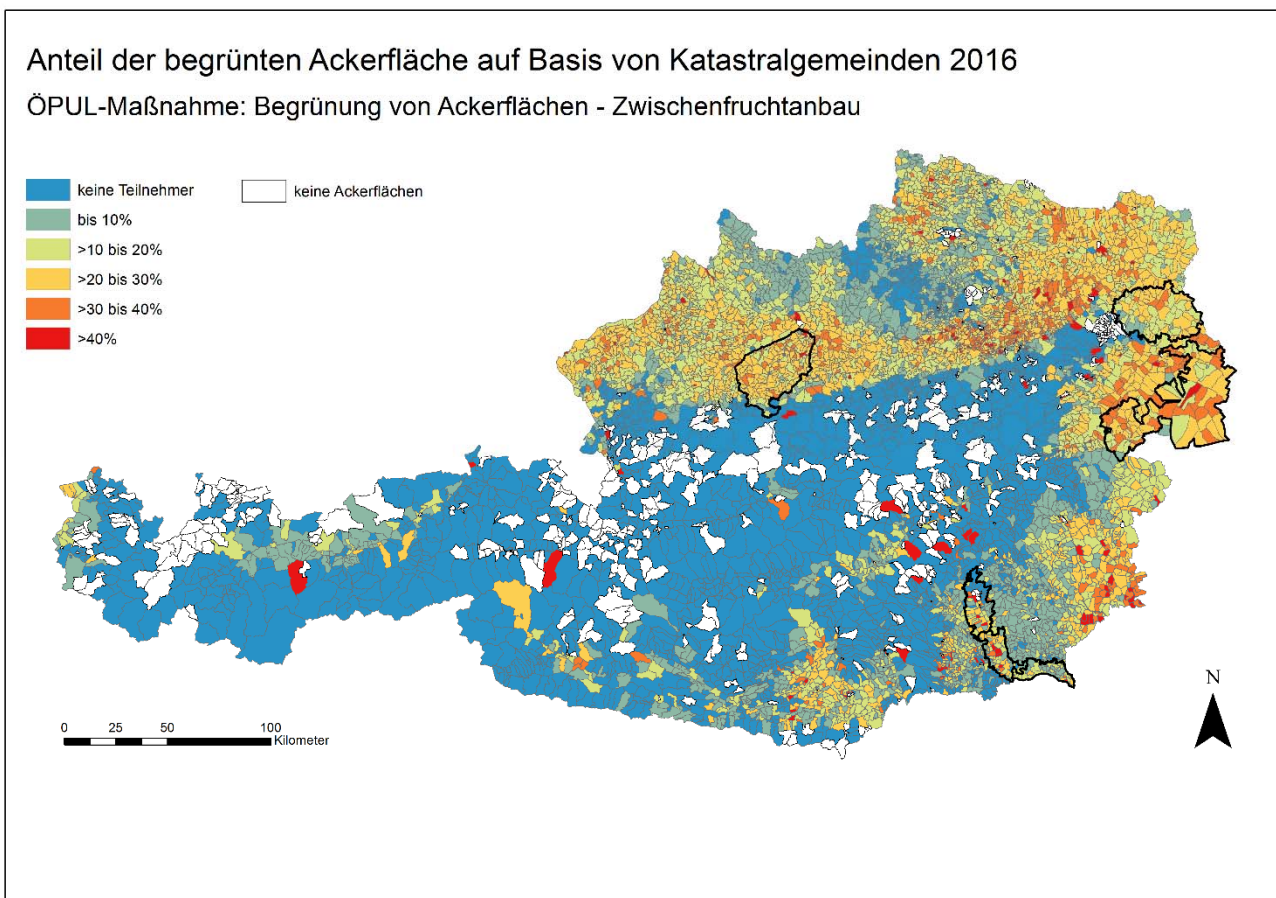 Anteil der begrünten Ackerfläche auf Basis von Katastralgemeinden 2016
ÖPUL-Maßnahme: Begrünung von Ackerflächen - Zwischenfruchtanbau
keine Teilnehmer
keine Ackerflächen
bis 10%
>10 bis 20%
>20 bis 30%
>30 bis 40%
>40%
N
0 25 50 100
Kilometer